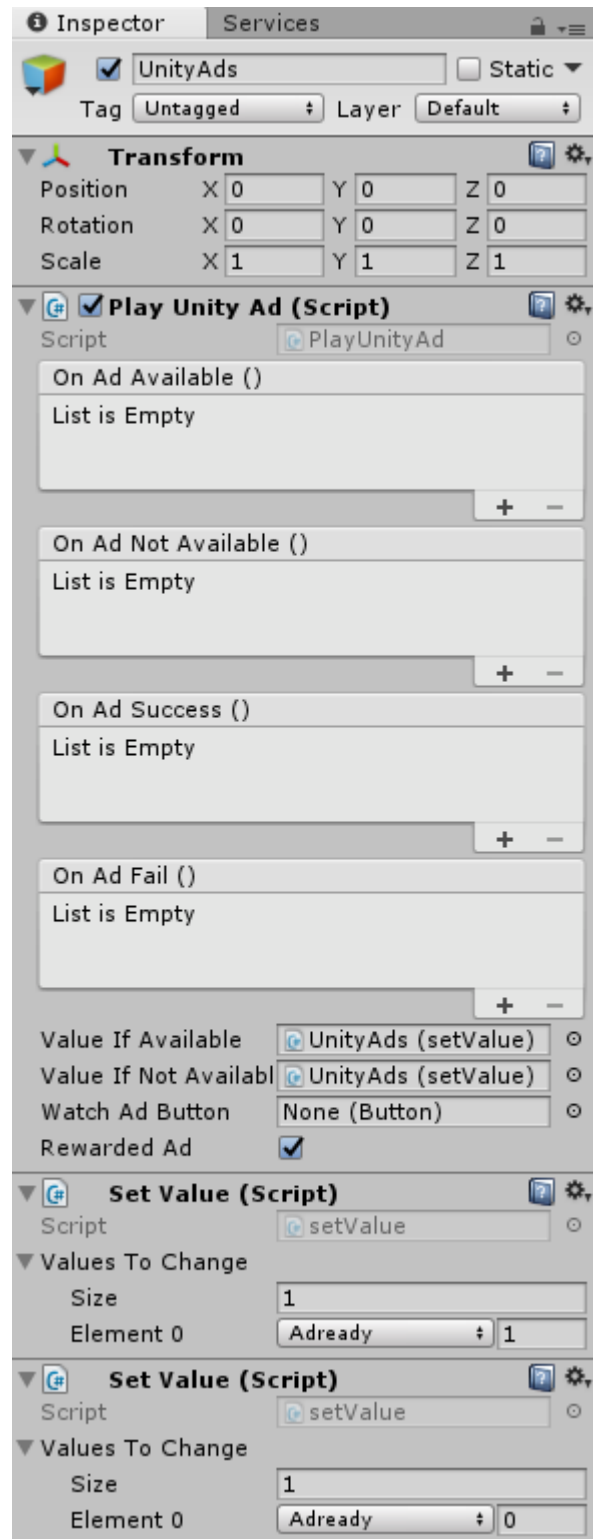 Inspector Services
UnityAds Static
Tag Untagged Layer Default
Transform
Position X 0 Y 0 Z 0
Rotation X 0 Y 0 Z 0
Scale X 1 Y 1 Z 1
Play Unity Ad (Script)
Script PlayUnityAd
On Ad Available ()
List is Empty
+ −
On Ad Not Available ()
List is Empty
+ −
On Ad Success ()
List is Empty
+ −
On Ad Fail ()
List is Empty
+ −
Value If Available UnityAds (setValue)
Value If Not Availabl UnityAds (setValue)
Watch Ad Button None (Button)
Rewarded Ad
Set Value (Script)
Script setValue
Values To Change
Size 1
Element 0 Adready 1
Set Value (Script)
Script setValue
Values To Change
Size 1
Element 0 Adready 0